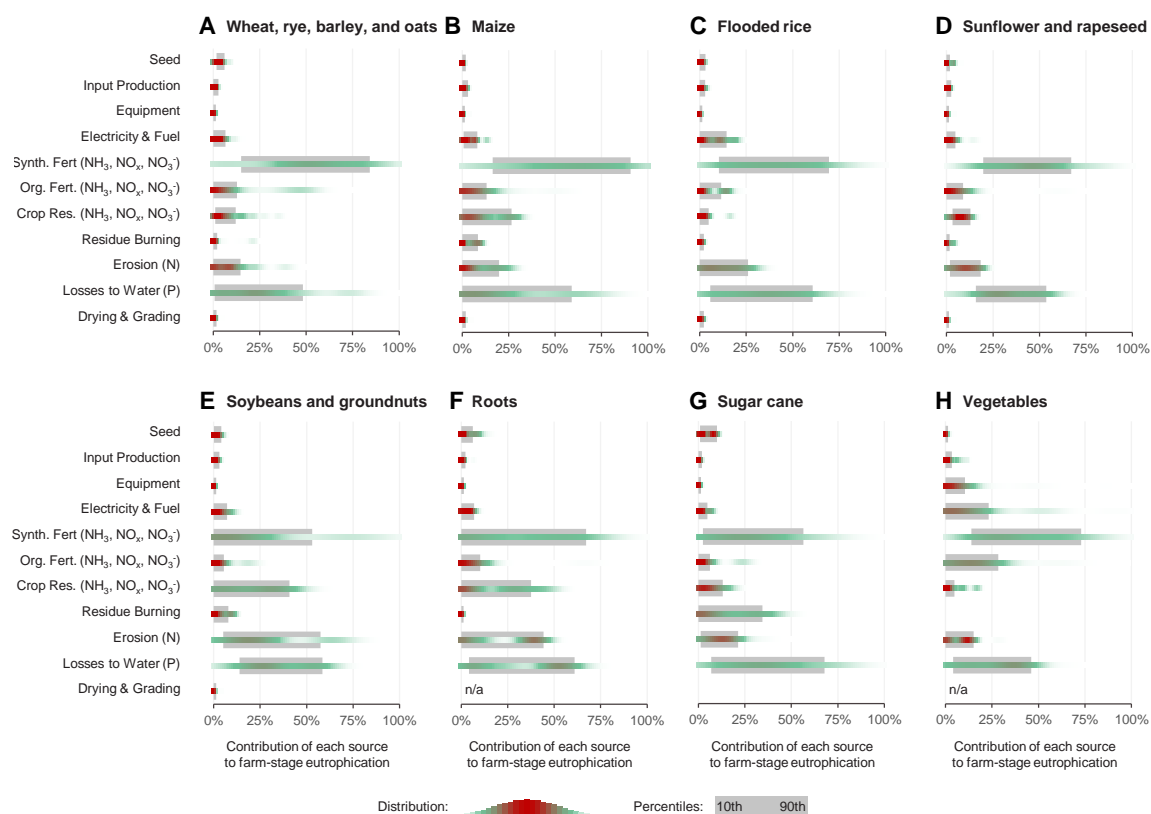 A Wheat, rye, barley, and oats B Maize C Flooded rice D Sunflower and rapeseed
Seed
Input Production
Equipment
Electricity & Fuel
Synth. Fert (NH₃, NOₓ, NO₃⁻)
Org. Fert. (NH₃, NOₓ, NO₃⁻)
Crop Res. (NH₃, NOₓ, NO₃⁻)
Residue Burning
Erosion (N)
Losses to Water (P)
Drying & Grading
0% 25% 50% 75% 100% 0% 25% 50% 75% 100% 0% 25% 50% 75% 100% 0% 25% 50% 75% 100%
E Soybeans and groundnuts F Roots G Sugar cane H Vegetables
Seed
Input Production
Equipment
Electricity & Fuel
Synth. Fert (NH₃, NOₓ, NO₃⁻)
Org. Fert. (NH₃, NOₓ, NO₃⁻)
Crop Res. (NH₃, NOₓ, NO₃⁻)
Residue Burning
Erosion (N)
Losses to Water (P)
Drying & Grading n/a n/a
0% 25% 50% 75% 100% 0% 25% 50% 75% 100% 0% 25% 50% 75% 100% 0% 25% 50% 75% 100%
Contribution of each source Contribution of each source Contribution of each source Contribution of each source
to farm-stage eutrophication to farm-stage eutrophication to farm-stage eutrophication to farm-stage eutrophication
Distribution: Percentiles: 10th 90th